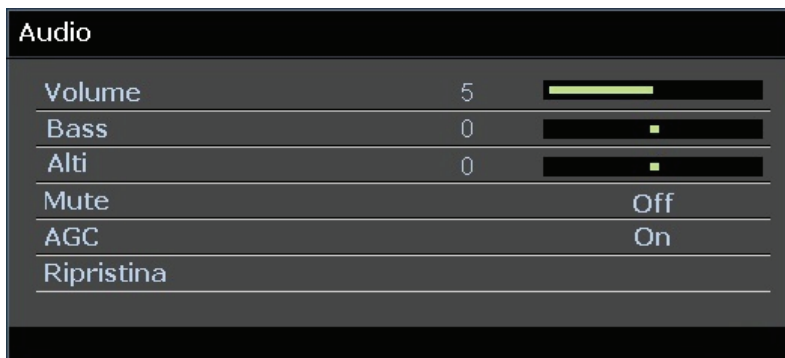 Audio
Volume 5
Bass 0
Alti 0
Mute Off
AGC On
Ripristina